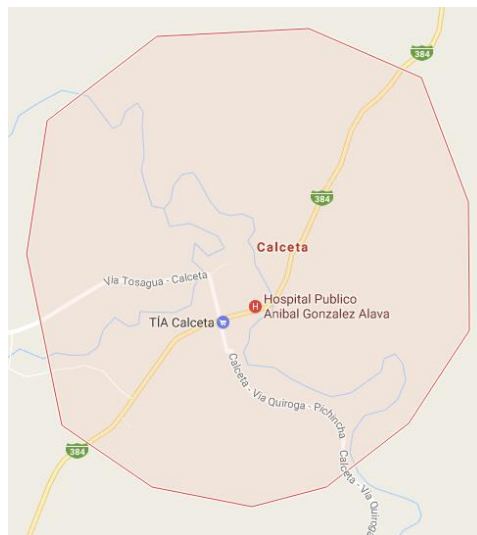 384
384
Calceta
Vía Tosagua - Calceta
Hospital Publico
Anibal Gonzalez Alava
TÍA Calceta
Calceta - Vía Quiroga - Pichincha
384
Calceta - Vía Quiroga